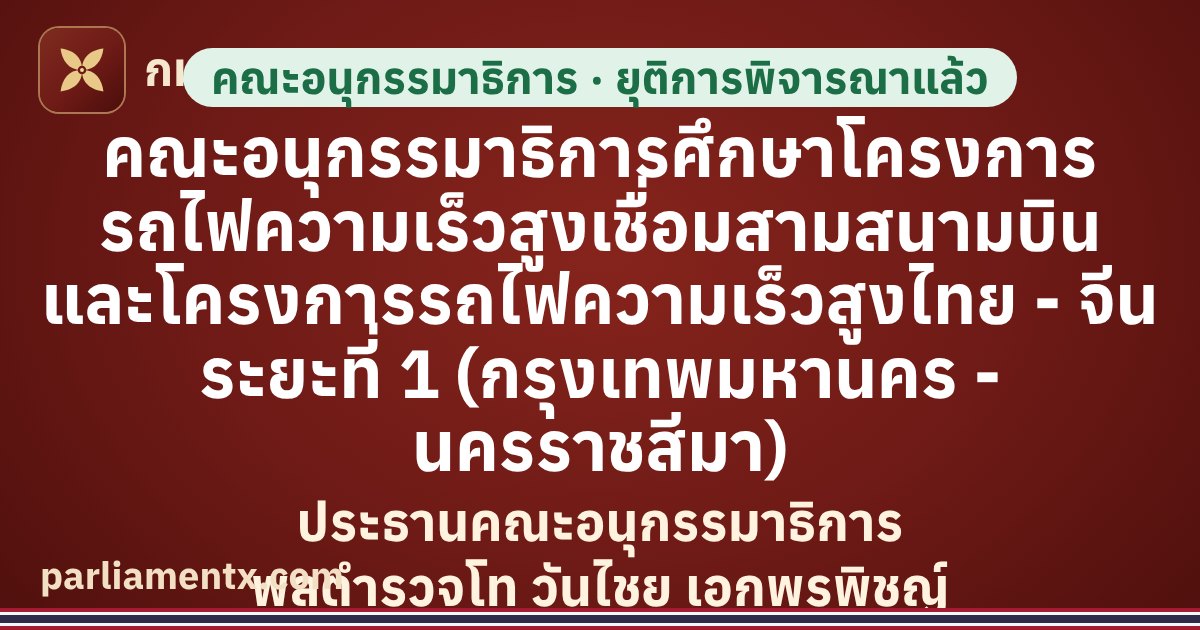 คณะอนุกรรมาธิการ · ยุติการพิจารณาแล้ว
คณะอนุกรรมาธิการศึกษาโครงการ
รถไฟความเร็วสูงเชื่อมสามสนามบิน
และโครงการรถไฟความเร็วสูงไทย - จีน
ระยะที่ 1 (กรุงเทพมหานคร -
นครราชสีมา)
ประธานคณะอนุกรรมาธิการ
พลตำรวจโท วันไชย เอกพรพิชญ์
parliamentx.com